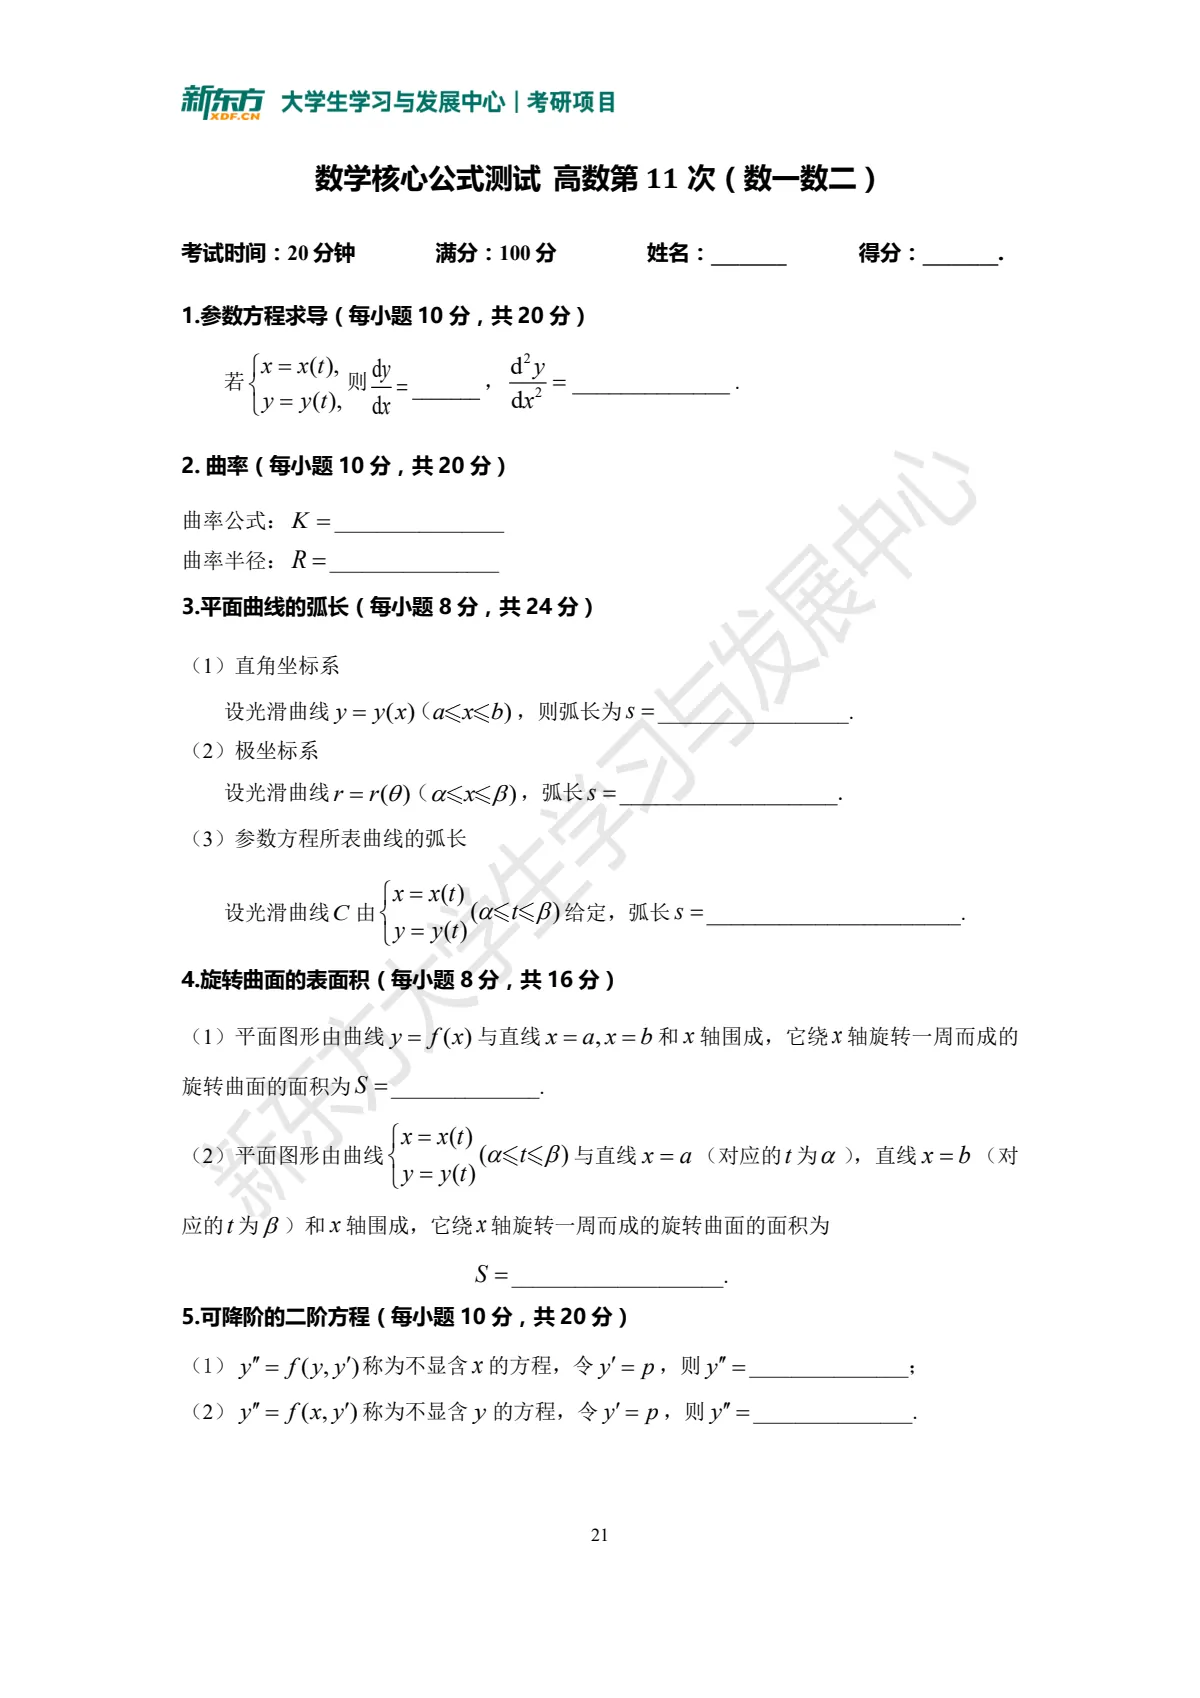 新东方 XDF.CN 大学生学习与发展中心 | 考研项目
数学核心公式测试 高数第 11 次（数一数二）
考试时间：20 分钟 满分：100 分 姓名：_______ 得分：_______.
1.参数方程求导（每小题 10 分，共 20 分）
若{x = x(t), y = y(t), 则 dy/dx = _______ ， d²y/dx² = _______________ .
2. 曲率（每小题 10 分，共 20 分）
曲率公式： K = ________________
曲率半径： R = ________________
3.平面曲线的弧长（每小题 8 分，共 24 分）
（1）直角坐标系
设光滑曲线 y = y(x)（a⩽x⩽b)，则弧长为 s = __________________.
（2）极坐标系
设光滑曲线 r = r(θ)（α⩽x⩽β)，弧长 s = ____________________.
（3）参数方程所表曲线的弧长
设光滑曲线 C 由{x = x(t) y = y(t) (α⩽t⩽β) 给定，弧长 s = ________________________.
4.旋转曲面的表面积（每小题 8 分，共 16 分）
（1）平面图形由曲线 y = f (x) 与直线 x = a, x = b 和 x 轴围成，它绕 x 轴旋转一周而成的
旋转曲面的面积为 S = ______________.
（2）平面图形由曲线{x = x(t) y = y(t) (α⩽t⩽β) 与直线 x = a （对应的 t 为 α ），直线 x = b （对
应的 t 为 β ）和 x 轴围成，它绕 x 轴旋转一周而成的旋转曲面的面积为
S = ____________________.
5.可降阶的二阶方程（每小题 10 分，共 20 分）
（1） y″ = f (y, y′) 称为不显含 x 的方程，令 y′ = p ，则 y″ = _______________；
（2） y″ = f (x, y′) 称为不显含 y 的方程，令 y′ = p ，则 y″ = _______________.
21
新东方大学生学习与发展中心